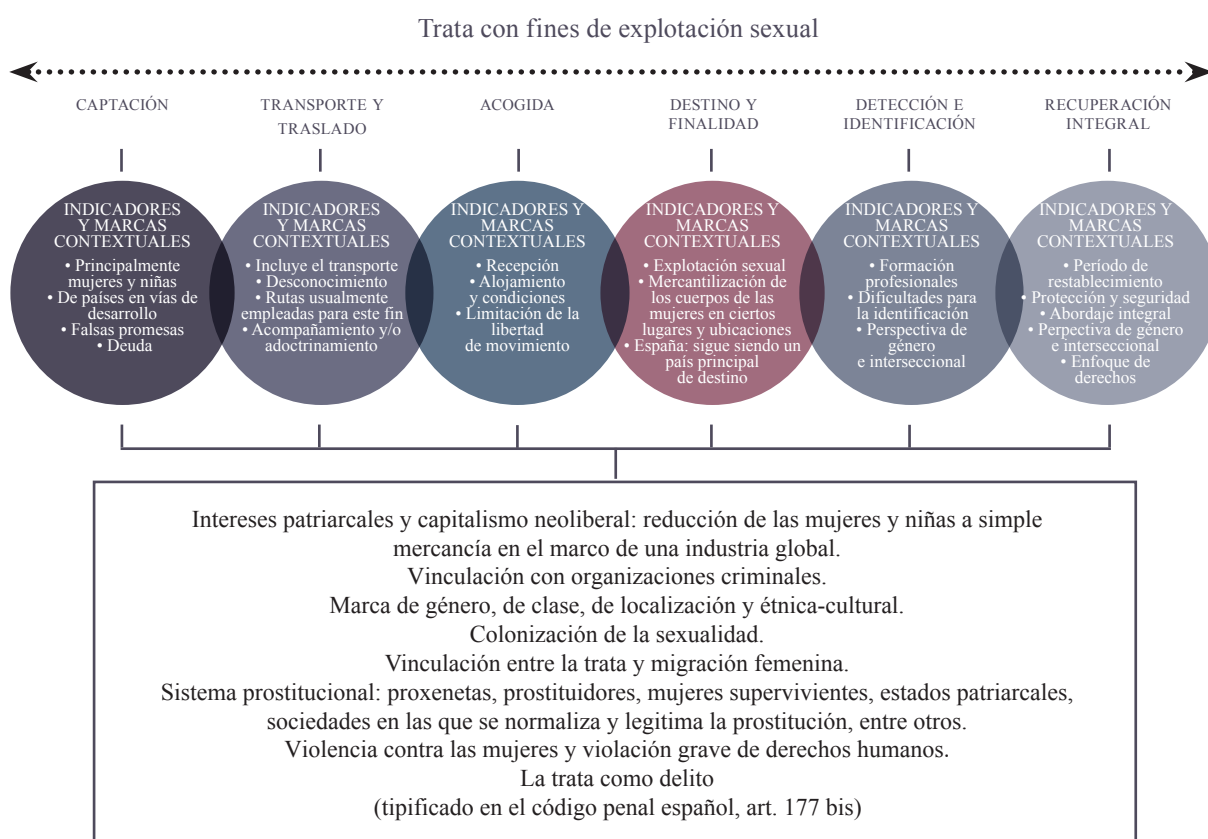 Trata con fines de explotación sexual
CAPTACIÓN
TRANSPORTE Y
TRASLADO
ACOGIDA
DESTINO Y
FINALIDAD
DETECCIÓN E
IDENTIFICACIÓN
RECUPERACIÓN
INTEGRAL
INDICADORES
Y MARCAS
CONTEXTUALES
• Principalmente
mujeres y niñas
• De países en vías de
desarrollo
• Falsas promesas
• Deuda
INDICADORES
Y MARCAS
CONTEXTUALES
• Incluye el transporte
• Desconocimiento
• Rutas usualmente
empleadas para este fin
• Acompañamiento y/o
adoctrinamiento
INDICADORES Y
MARCAS
CONTEXTUALES
• Recepción
• Alojamiento
y condiciones
• Limitación de la
libertad
de movimiento
INDICADORES Y
MARCAS
CONTEXTUALES
• Explotación sexual
• Mercantilización de
los cuerpos de las
mujeres en ciertos
lugares y ubicaciones
• España: sigue siendo un
país principal
de destino
INDICADORES Y
MARCAS
CONTEXTUALES
• Formación
profesionales
• Dificultades para
la identificación
• Perspectiva de
género
e interseccional
INDICADORES Y
MARCAS
CONTEXTUALES
• Período de
restablecimiento
• Protección y seguridad
• Abordaje integral
• Perpectiva de género
e interseccional
• Enfoque de
derechos
Intereses patriarcales y capitalismo neoliberal: reducción de las mujeres y niñas a simple
mercancía en el marco de una industria global.
Vinculación con organizaciones criminales.
Marca de género, de clase, de localización y étnica-cultural.
Colonización de la sexualidad.
Vinculación entre la trata y migración femenina.
Sistema prostitucional: proxenetas, prostituidores, mujeres supervivientes, estados patriarcales,
sociedades en las que se normaliza y legitima la prostitución, entre otros.
Violencia contra las mujeres y violación grave de derechos humanos.
La trata como delito
(tipificado en el código penal español, art. 177 bis)